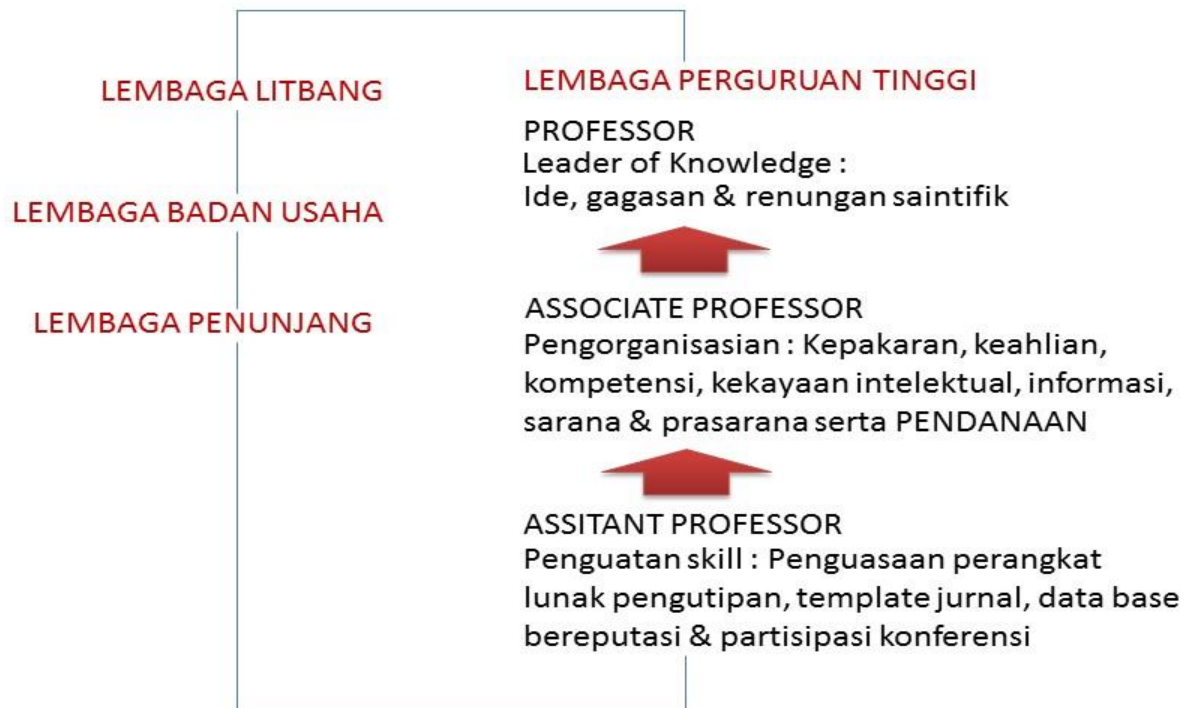 LEMBAGA LITBANG
LEMBAGA BADAN USAHA
LEMBAGA PENUNJANG
LEMBAGA PERGURUAN TINGGI
PROFESSOR
Leader of Knowledge :
Ide, gagasan & renungan saintifik
ASSOCIATE PROFESSOR
Pengorganisasian : Kepakaran, keahlian,
kompetensi, kekayaan intelektual, informasi,
sarana & prasarana serta PENDANAAN
ASSITANT PROFESSOR
Penguatan skill : Penguasaan perangkat
lunak pengutipan, template jurnal, data base
bereputasi & partisipasi konferensi